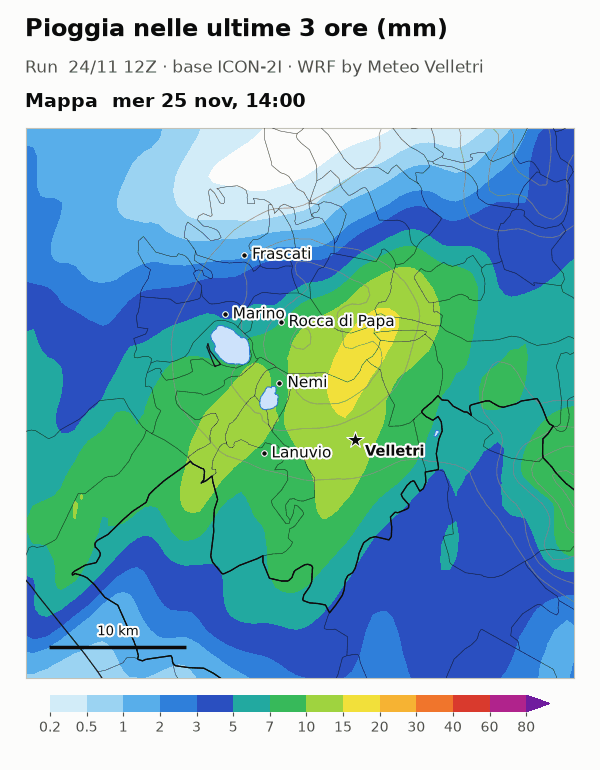 Pioggia nelle ultime 3 ore (mm)
Run  24/11 12Z · base ICON-2I · WRF by Meteo Velletri
Mappa  mer 25 nov, 14:00
Frascati
Marino
Rocca di Papa
Nemi
Velletri
Lanuvio
10 km
0.2 0.5 1 2 3 5 7 10 15 20 30 40 60 80